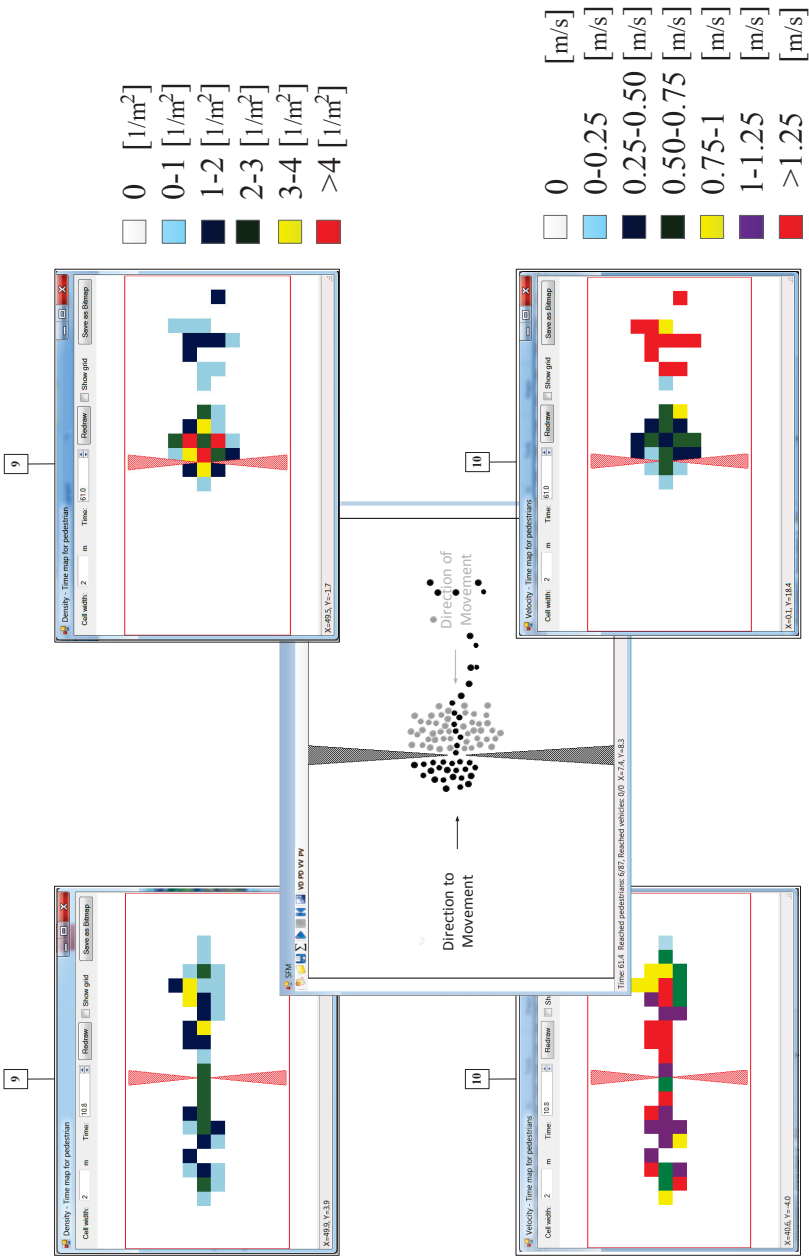 9
Density - Time map for pedestrian
Cell width: 2 m Time: 10.8 Redraw Show grid Save as Bitmap
X=49.9, Y=3.9
9
Density - Time map for pedestrian
Cell width: 2 m Time: 61.0 Redraw Show grid Save as Bitmap
X=49.5, Y=-1.7
0 [1/m²]
0-1 [1/m²]
1-2 [1/m²]
2-3 [1/m²]
3-4 [1/m²]
>4 [1/m²]
SFM
Σ VD PD VV PV
Direction to
Movement
Direction of
Movement
Time: 61.4 Reached pedestrians: 6/87, Reached vehicles: 0/0 X=7.4, Y=8.3
10
Velocity - Time map for pedestrians
Cell width: 2 m Time: 10.8 Redraw Sh
X=40.6, Y=-4.0
10
Velocity - Time map for pedestrians
Cell width: 2 m Time: 61.0 Redraw Show grid Save as Bitmap
X=0.1, Y=18.4
0 [m/s]
0-0.25 [m/s]
0.25-0.50 [m/s]
0.50-0.75 [m/s]
0.75-1 [m/s]
1-1.25 [m/s]
>1.25 [m/s]